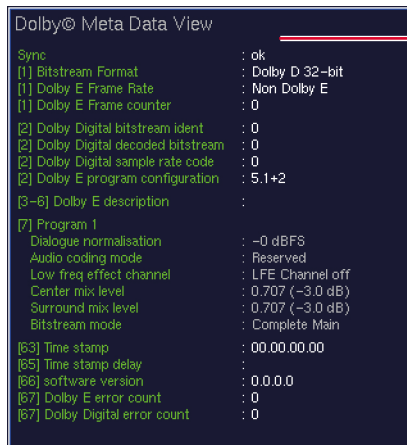 Dolby© Meta Data View
Sync : ok
[1] Bitstream Format : Dolby D 32-bit
[1] Dolby E Frame Rate : Non Dolby E
[1] Dolby E Frame counter : 0
[2] Dolby Digital bitstream ident : 0
[2] Dolby Digital decoded bitstream : 0
[2] Dolby Digital sample rate code : 0
[2] Dolby E program configuration : 5.1+2
[3-6] Dolby E description :
[7] Program 1
Dialogue normalisation : -0 dBFS
Audio coding mode : Reserved
Low freq effect channel : LFE Channel off
Center mix level : 0.707 (-3.0 dB)
Surround mix level : 0.707 (-3.0 dB)
Bitstream mode : Complete Main
[63] Time stamp : 00.00.00.00
[65] Time stamp delay :
[66] software version : 0.0.0.0
[67] Dolby E error count : 0
[67] Dolby Digital error count : 0